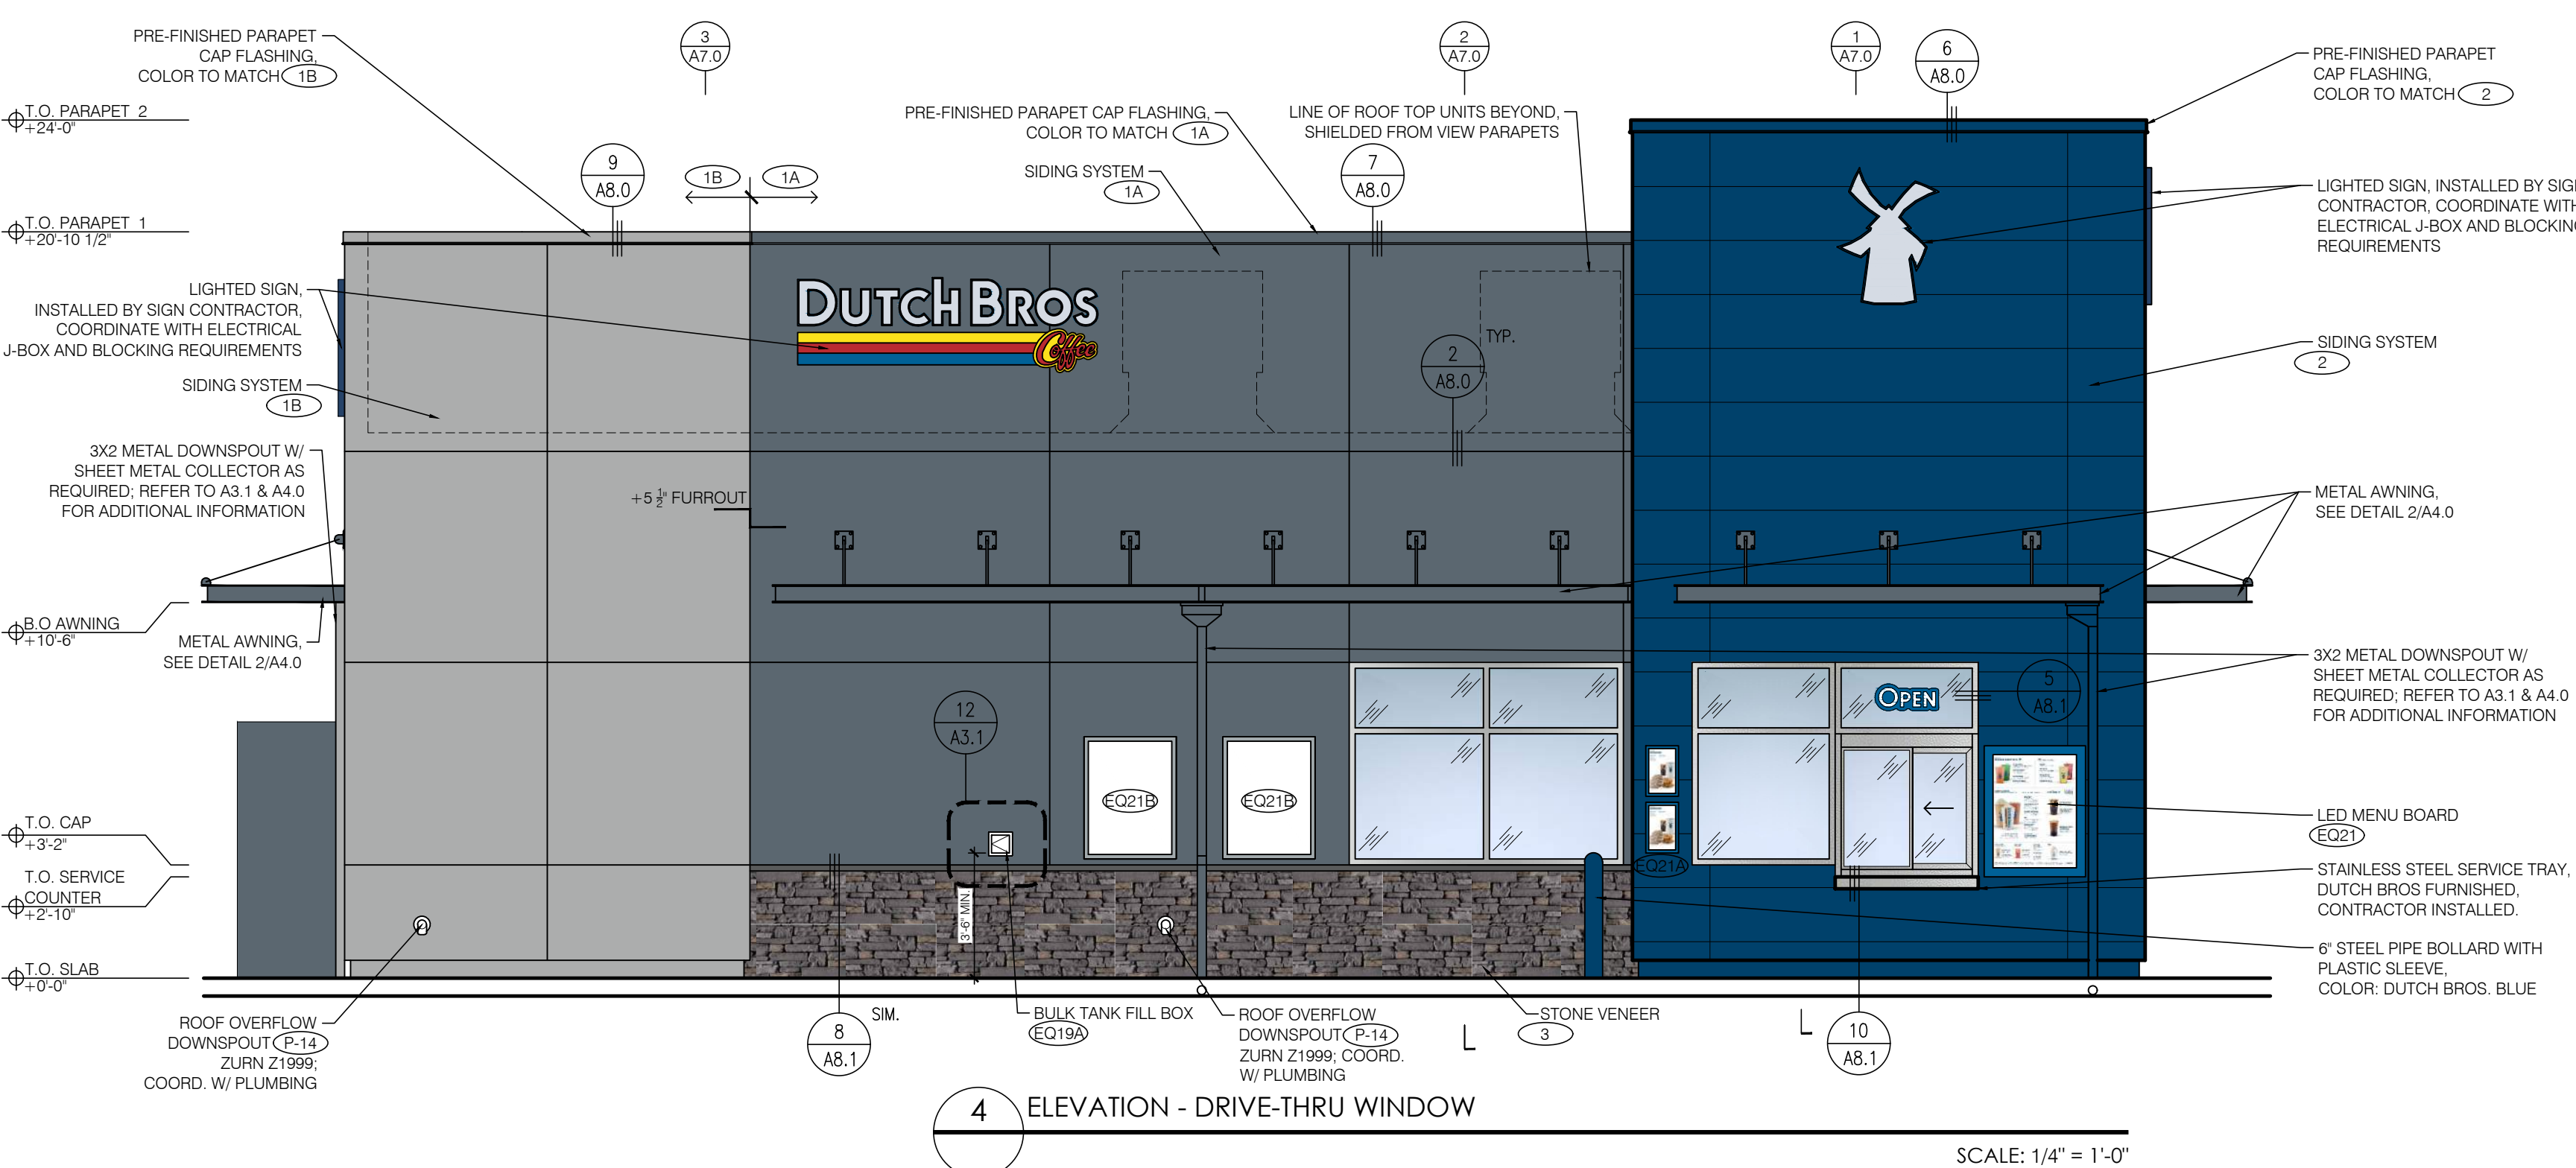 PRE-FINISHED PARAPET
CAP FLASHING,
COLOR TO MATCH 1B
3
A7.0
2
A7.0
1
A7.0
6
A8.0
PRE-FINISHED PARAPET
CAP FLASHING,
COLOR TO MATCH 2
T.O. PARAPET 2
+24'-0"
PRE-FINISHED PARAPET CAP FLASHING,
COLOR TO MATCH 1A
LINE OF ROOF TOP UNITS BEYOND,
SHIELDED FROM VIEW PARAPETS
9
A8.0
1B
1A
SIDING SYSTEM
1A
7
A8.0
LIGHTED SIGN, INSTALLED BY SIG
CONTRACTOR, COORDINATE WITH
ELECTRICAL J-BOX AND BLOCKING
REQUIREMENTS
T.O. PARAPET 1
+20'-10 1/2"
LIGHTED SIGN,
INSTALLED BY SIGN CONTRACTOR,
COORDINATE WITH ELECTRICAL
J-BOX AND BLOCKING REQUIREMENTS
DUTCH BROS
Coffee
TYP.
2
A8.0
SIDING SYSTEM
2
SIDING SYSTEM
1B
3X2 METAL DOWNSPOUT W/
SHEET METAL COLLECTOR AS
REQUIRED; REFER TO A3.1 & A4.0
FOR ADDITIONAL INFORMATION
+5 1/2" FURROUT
METAL AWNING,
SEE DETAIL 2/A4.0
B.O AWNING
+10'-6"
METAL AWNING,
SEE DETAIL 2/A4.0
3X2 METAL DOWNSPOUT W/
SHEET METAL COLLECTOR AS
REQUIRED; REFER TO A3.1 & A4.0
FOR ADDITIONAL INFORMATION
12
A3.1
OPEN
5
A8.1
EQ21B
EQ21B
T.O. CAP
+3'-2"
LED MENU BOARD
EQ21
EQ21A
T.O. SERVICE
COUNTER
+2'-10"
3'-6" MIN.
STAINLESS STEEL SERVICE TRAY,
DUTCH BROS FURNISHED,
CONTRACTOR INSTALLED.
6" STEEL PIPE BOLLARD WITH
PLASTIC SLEEVE,
COLOR: DUTCH BROS. BLUE
T.O. SLAB
+0'-0"
ROOF OVERFLOW
DOWNSPOUT P-14
ZURN Z1999;
COORD. W/ PLUMBING
8
A8.1
SIM.
BULK TANK FILL BOX
EQ19A
ROOF OVERFLOW
DOWNSPOUT P-14
ZURN Z1999; COORD.
W/ PLUMBING
STONE VENEER
3
10
A8.1
4
ELEVATION - DRIVE-THRU WINDOW
SCALE: 1/4" = 1'-0"